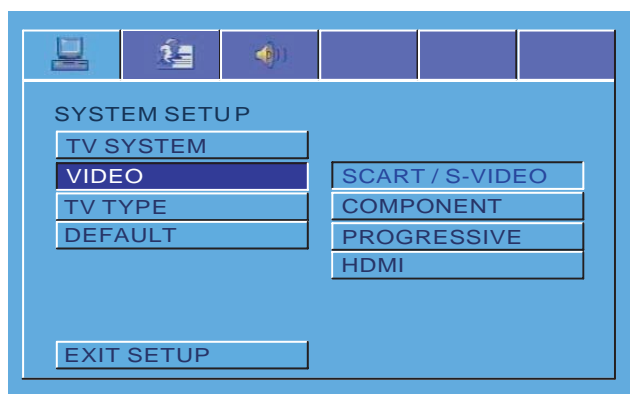 SYSTEM SETUP
TV SYSTEM
VIDEO
SCART / S-VIDEO
TV TYPE
COMPONENT
DEFAULT
PROGRESSIVE
HDMI
EXIT SETUP